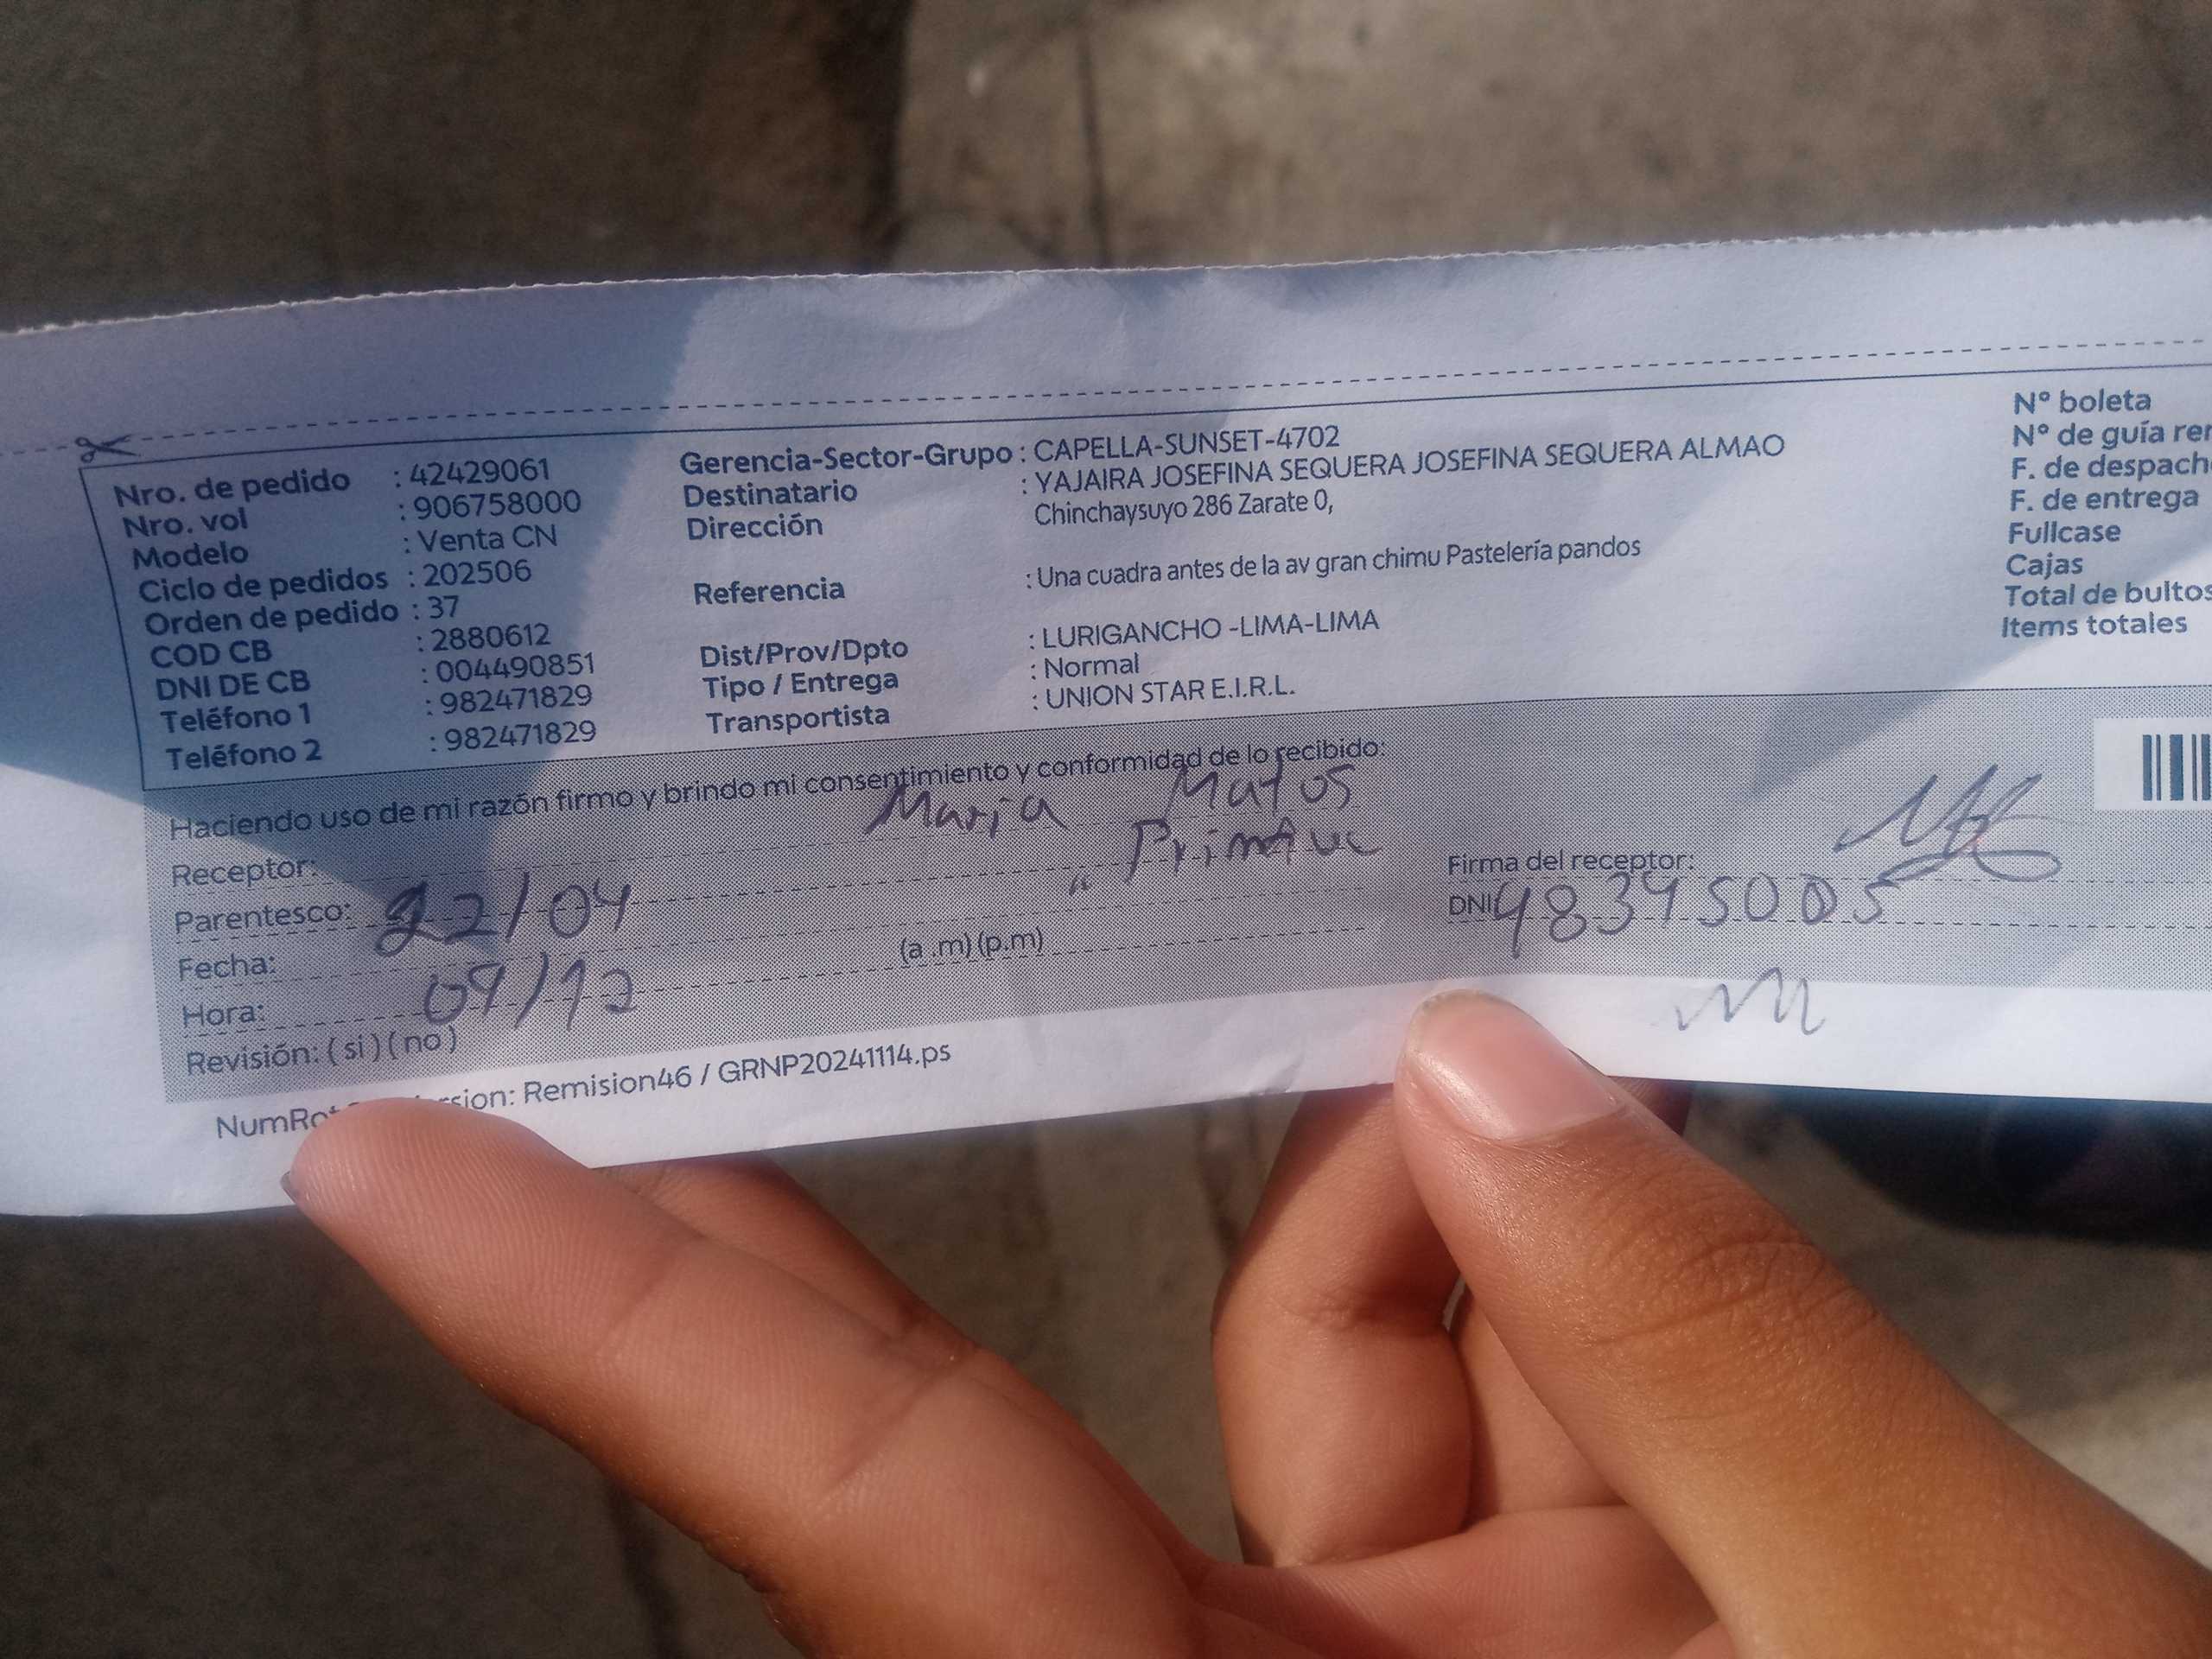 Nro. de pedido : 42429061
Nro. vol : 906758000
Modelo : Venta CN
Ciclo de pedidos : 202506
Orden de pedido : 37
COD CB : 2880612
DNI DE CB : 004490851
Teléfono 1 : 982471829
Teléfono 2 : 982471829
Gerencia-Sector-Grupo : CAPELLA-SUNSET-4702
Destinatario : YAJAIRA JOSEFINA SEQUERA JOSEFINA SEQUERA ALMAO
Dirección Chinchaysuyo 286 Zarate 0,
Referencia : Una cuadra antes de la av gran chimu Pastelería pandos
Dist/Prov/Dpto : LURIGANCHO -LIMA-LIMA
Tipo / Entrega : Normal
Transportista : UNION STAR E.I.R.L.
N° boleta
N° de guía rem
F. de despach
F. de entrega
Fullcase
Cajas
Total de bultos
Items totales
Haciendo uso de mi razón firmo y brindo mi consentimiento y conformidad de lo recibido:
Receptor: Maria Matos
Parentesco:
Fecha: 22/04
Hora: (a .m) (p.m)
Revisión: ( si ) ( no )
Firma del receptor:
DNI
NumRot sion: Remision46 / GRNP20241114.ps